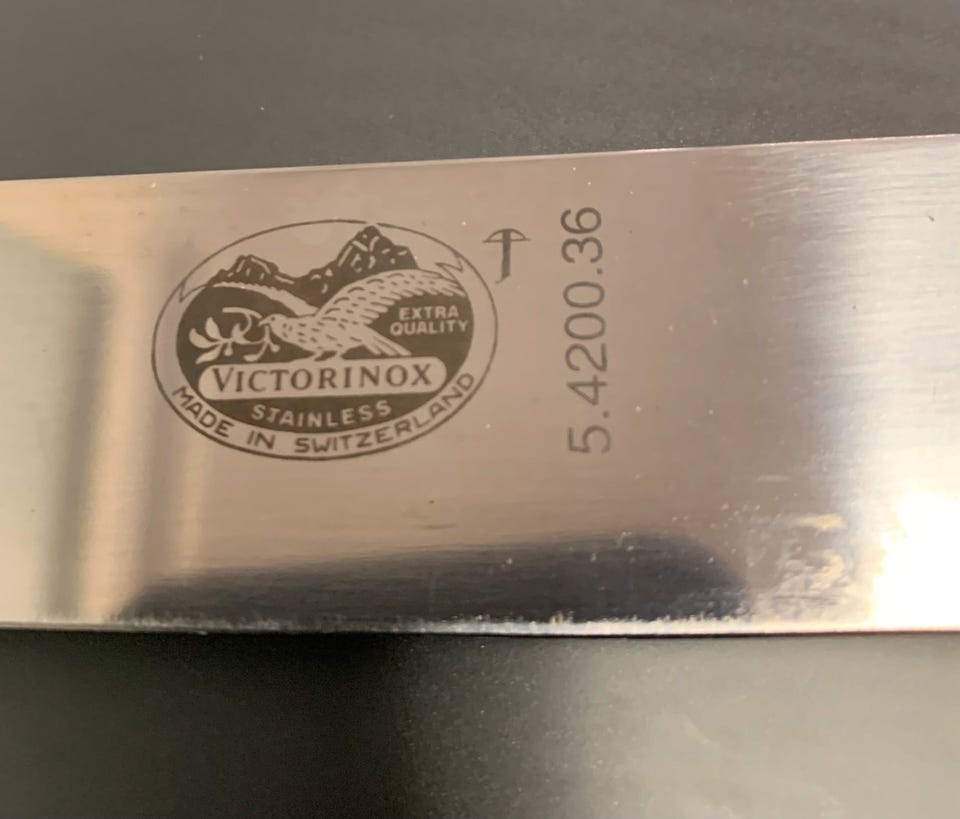 EXTRA
QUALITY
VICTORINOX
STAINLESS
MADE IN SWITZERLAND
5.4200.36